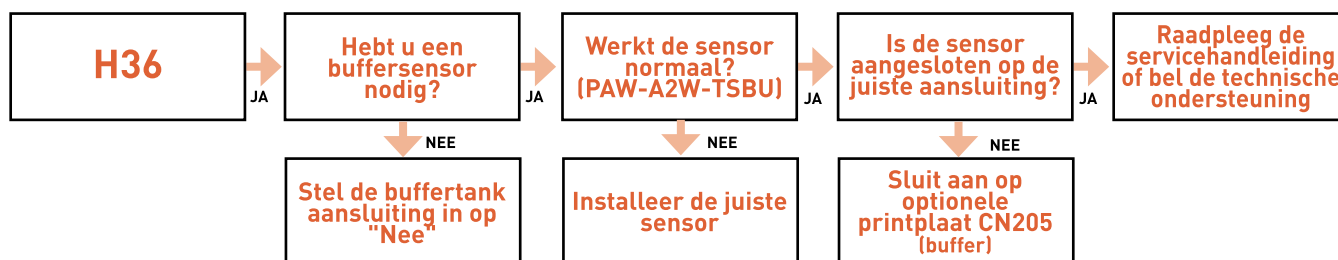 H36
JA
Hebt u een
buffersensor
nodig?
JA
Werkt de sensor
normaal?
(PAW-A2W-TSBU)
JA
Is de sensor
aangesloten op de
juiste aansluiting?
JA
Raadpleeg de
servicehandleiding
of bel de technische
ondersteuning
NEE
NEE
NEE
Stel de buffertank
aansluiting in op
"Nee"
Installeer de juiste
sensor
Sluit aan op
optionele
printplaat CN205
(buffer)